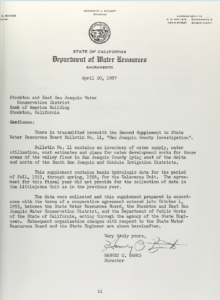 STATE OF CALIFORNIA
Department of Water Resources
SACRAMENTO
April 20, 1957
Stockton and East San Joaquin Water
Conservation District
Bank of America Building
Stockton, California
Gentlemen:
There is transmitted herewith the Second Supplement to State
Water Resources Board Bulletin No. 11, "San Joaquin County Investigation".
Bulletin No. 11 contains an inventory of water supply, water
utilization, cost estimates and plans for water development works for those
areas of the valley floor in San Joaquin County lying east of the delta
and north of the South San Joaquin and Oakdale Irrigation Districts.
This supplement contains basic hydrologic data for the period
of Fall, 1955, through spring, 1956, for the Calaveras Unit. The agree-
ment for this fiscal year did not provide for the collection of data in
the Littlejohns Unit as in the previous year.
The data were collected and this supplement prepared in accord-
ance with the terms of a cooperative agreement entered into October 1,
1955, between the Water Resources Board, the Stockton and East San Joa-
quin Water Conservation District, and the Department of Public Works
of the State of California, acting through the agency of the State Engi-
neer. Subsequent organization changes with respect to the State Water
Resources Board and the State Engineer are shown hereinafter.
Very truly yours,
HARVEY O. BANKS
Director